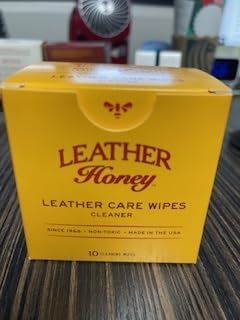 LEATHER
Honey
LEATHER CARE WIPES
CLEANER
SINCE 1968 • NON-TOXIC • MADE IN THE USA
10 CLEANING WIPES